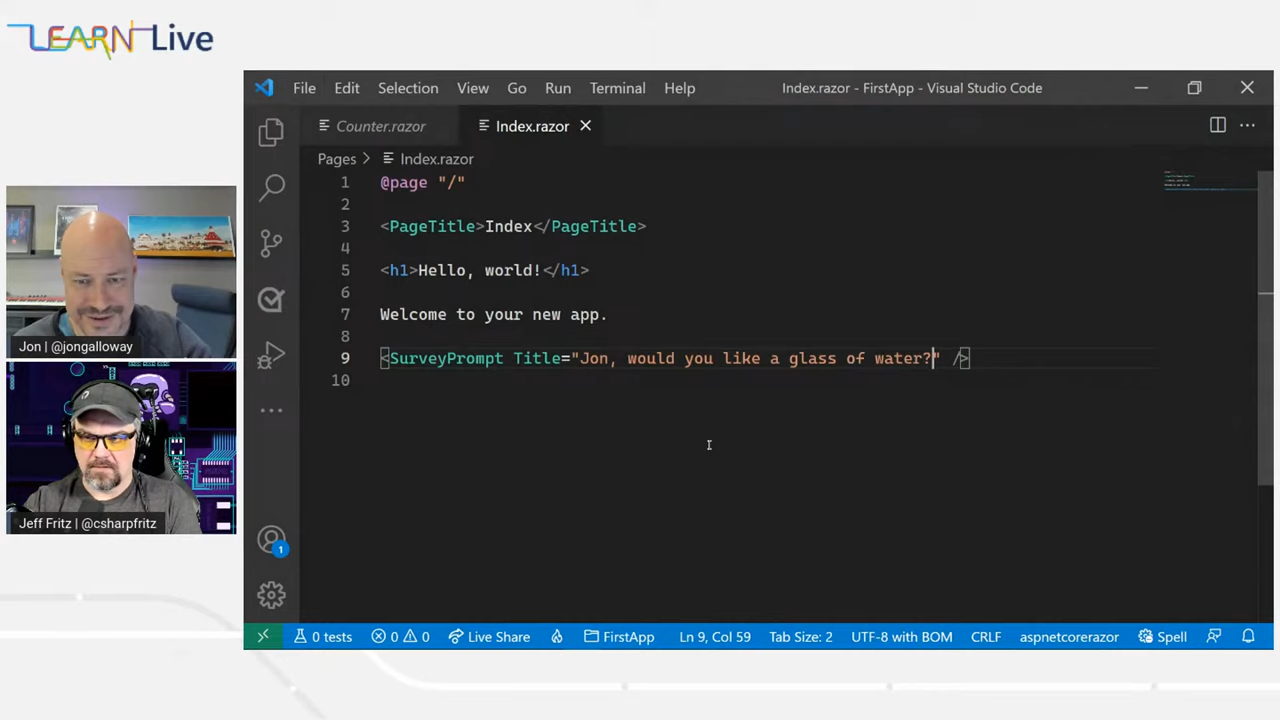 LEARN Live
File Edit Selection View Go Run Terminal Help
Index.razor - FirstApp - Visual Studio Code
Counter.razor
Index.razor
Pages > Index.razor
1 @page "/"
2
3 <PageTitle>Index</PageTitle>
4
5 <h1>Hello, world!</h1>
6
7 Welcome to your new app.
8
9 <SurveyPrompt Title="Jon, would you like a glass of water?" />
10
Jon | @jongalloway
Jeff Fritz | @csharpfritz
1
0 tests 0 0 Live Share FirstApp Ln 9, Col 59 Tab Size: 2 UTF-8 with BOM CRLF aspnetcorerazor Spell